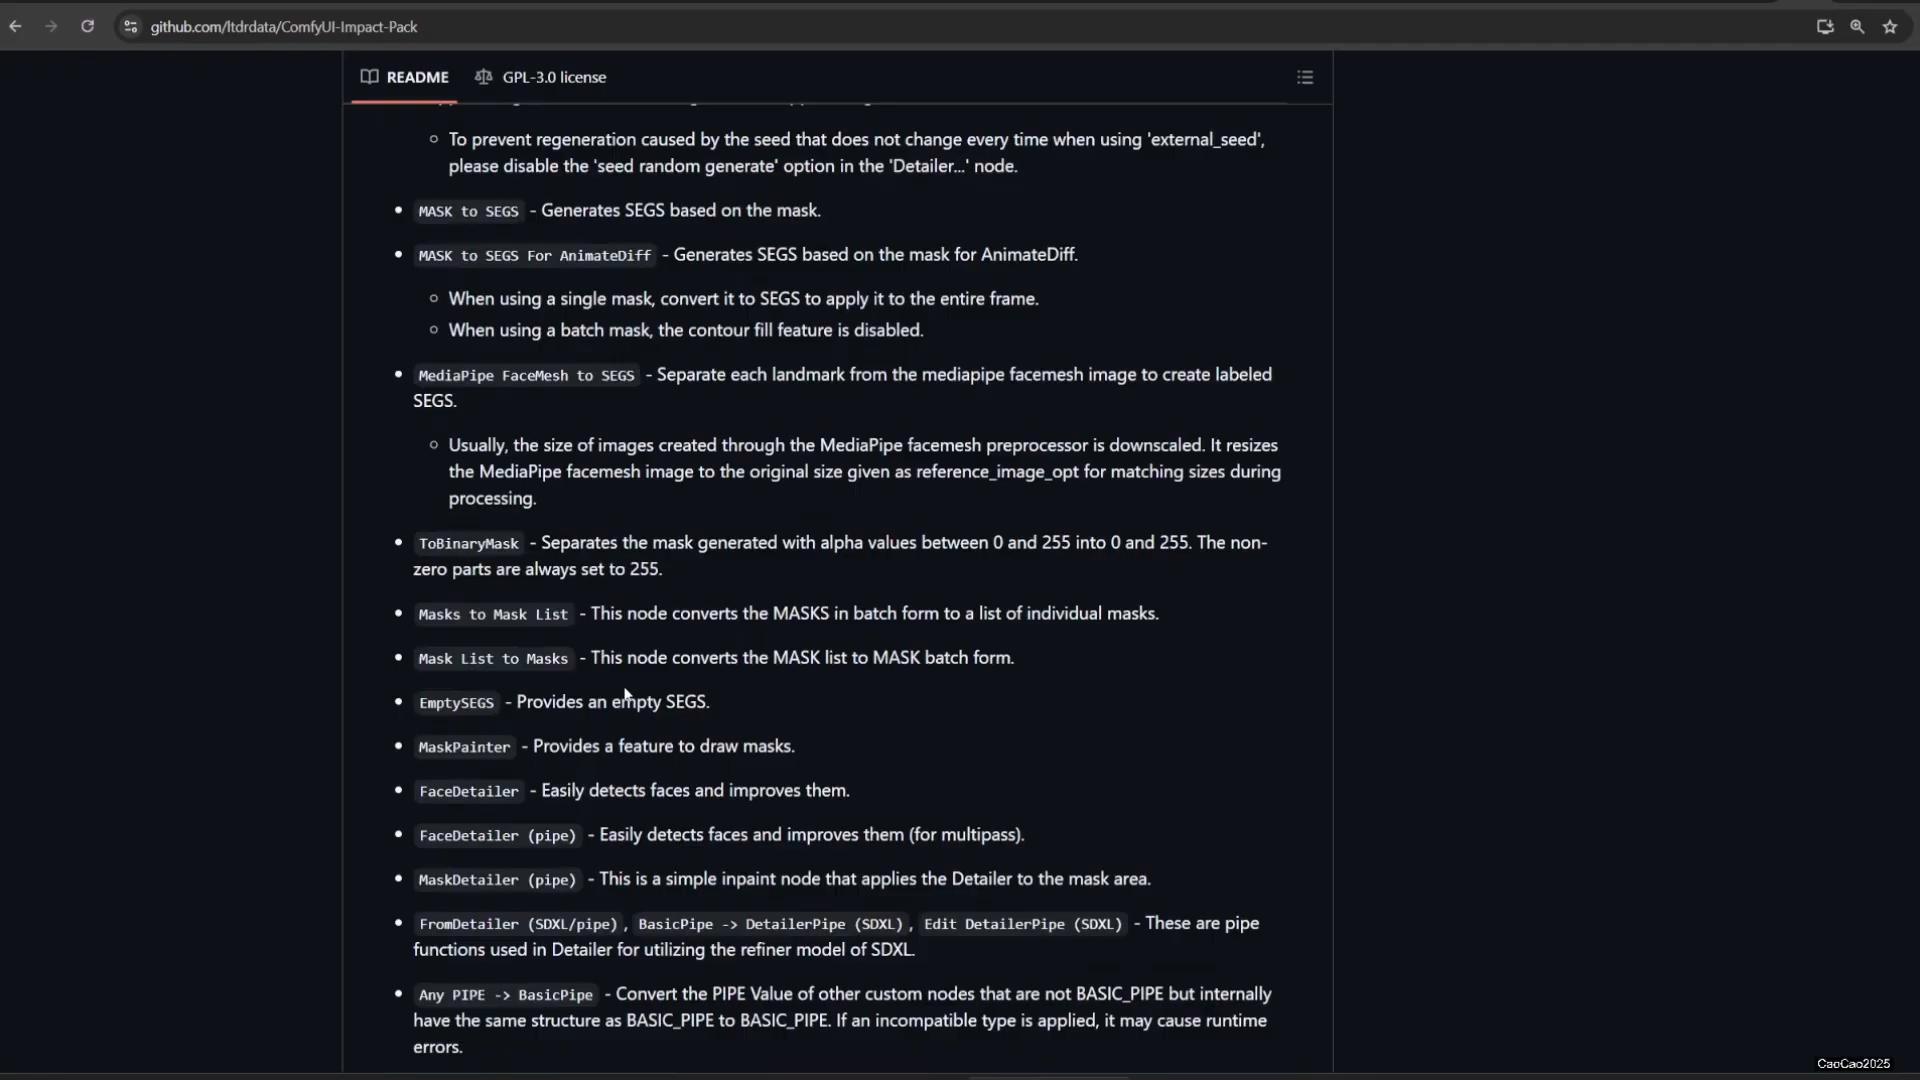 github.com/ltdrdata/ComfyUI-Impact-Pack
README GPL-3.0 license
To prevent regeneration caused by the seed that does not change every time when using 'external_seed',
please disable the 'seed random generate' option in the 'Detailer...' node.
MASK to SEGS - Generates SEGS based on the mask.
MASK to SEGS For AnimateDiff - Generates SEGS based on the mask for AnimateDiff.
When using a single mask, convert it to SEGS to apply it to the entire frame.
When using a batch mask, the contour fill feature is disabled.
MediaPipe FaceMesh to SEGS - Separate each landmark from the mediapipe facemesh image to create labeled
SEGS.
Usually, the size of images created through the MediaPipe facemesh preprocessor is downscaled. It resizes
the MediaPipe facemesh image to the original size given as reference_image_opt for matching sizes during
processing.
ToBinaryMask - Separates the mask generated with alpha values between 0 and 255 into 0 and 255. The non-
zero parts are always set to 255.
Masks to Mask List - This node converts the MASKS in batch form to a list of individual masks.
Mask List to Masks - This node converts the MASK list to MASK batch form.
EmptySEGS - Provides an empty SEGS.
MaskPainter - Provides a feature to draw masks.
FaceDetailer - Easily detects faces and improves them.
FaceDetailer (pipe) - Easily detects faces and improves them (for multipass).
MaskDetailer (pipe) - This is a simple inpaint node that applies the Detailer to the mask area.
FromDetailer (SDXL/pipe), BasicPipe -> DetailerPipe (SDXL), Edit DetailerPipe (SDXL) - These are pipe
functions used in Detailer for utilizing the refiner model of SDXL.
Any PIPE -> BasicPipe - Convert the PIPE Value of other custom nodes that are not BASIC_PIPE but internally
have the same structure as BASIC_PIPE to BASIC_PIPE. If an incompatible type is applied, it may cause runtime
errors.
CaoCao2025